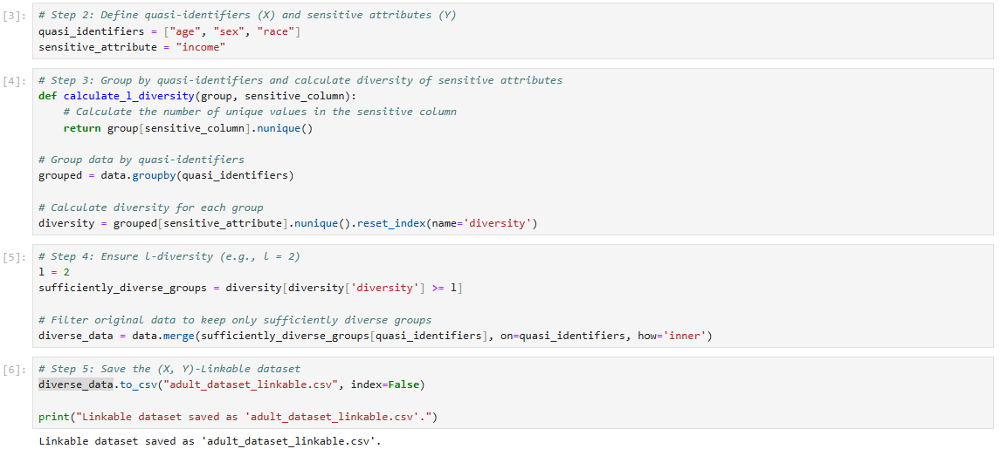 [3]: # Step 2: Define quasi-identifiers (X) and sensitive attributes (Y)
quasi_identifiers = ["age", "sex", "race"]
sensitive_attribute = "income"
[4]: # Step 3: Group by quasi-identifiers and calculate diversity of sensitive attributes
def calculate_l_diversity(group, sensitive_column):
    # Calculate the number of unique values in the sensitive column
    return group[sensitive_column].nunique()
# Group data by quasi-identifiers
grouped = data.groupby(quasi_identifiers)
# Calculate diversity for each group
diversity = grouped[sensitive_attribute].nunique().reset_index(name='diversity')
[5]: # Step 4: Ensure l-diversity (e.g., l = 2)
l = 2
sufficiently_diverse_groups = diversity[diversity['diversity'] >= l]
# Filter original data to keep only sufficiently diverse groups
diverse_data = data.merge(sufficiently_diverse_groups[quasi_identifiers], on=quasi_identifiers, how='inner')
[6]: # Step 5: Save the (X, Y)-Linkable dataset
diverse_data.to_csv("adult_dataset_linkable.csv", index=False)
print("Linkable dataset saved as 'adult_dataset_linkable.csv'.")
Linkable dataset saved as 'adult_dataset_linkable.csv'.